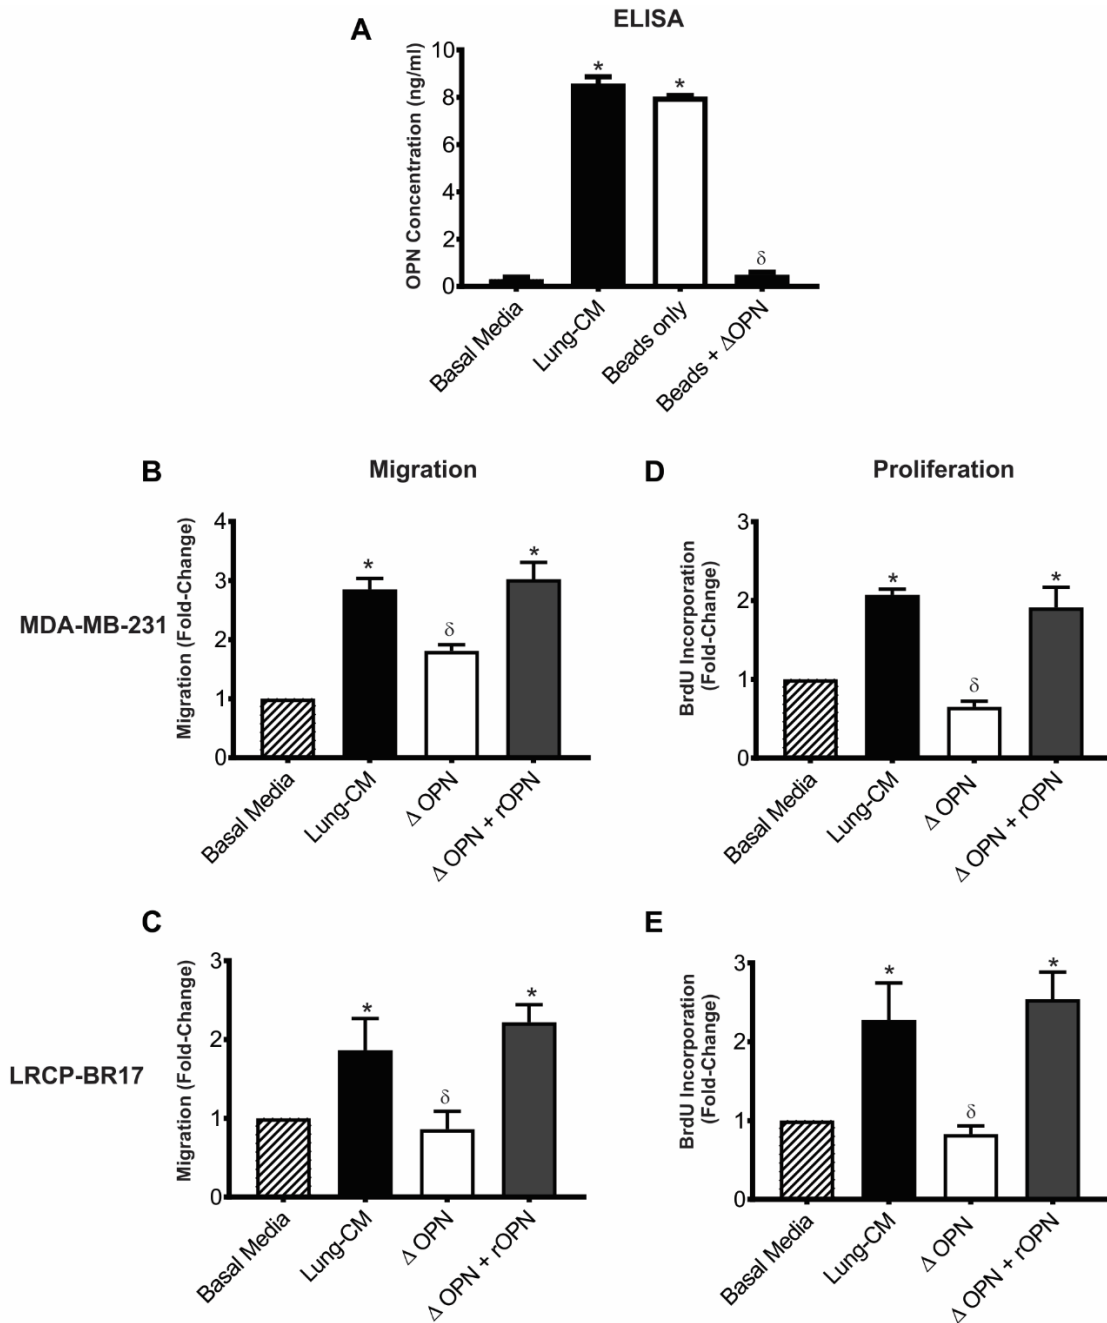 A
ELISA
OPN Concentration (ng/ml)
10
8
6
4
2
0
*
*
δ
Basal Media
Lung-CM
Beads only
Beads + ΔOPN
B
Migration
MDA-MB-231
Migration (Fold-Change)
4
3
2
1
0
*
δ
*
Basal Media
Lung-CM
Δ OPN
Δ OPN + rOPN
D
Proliferation
BrdU Incorporation
(Fold-Change)
3
2
1
0
*
δ
*
Basal Media
Lung-CM
Δ OPN
Δ OPN + rOPN
C
LRCP-BR17
Migration (Fold-Change)
3
2
1
0
*
δ
*
Basal Media
Lung-CM
Δ OPN
Δ OPN + rOPN
E
BrdU Incorporation
(Fold-Change)
3
2
1
0
*
δ
*
Basal Media
Lung-CM
Δ OPN
Δ OPN + rOPN